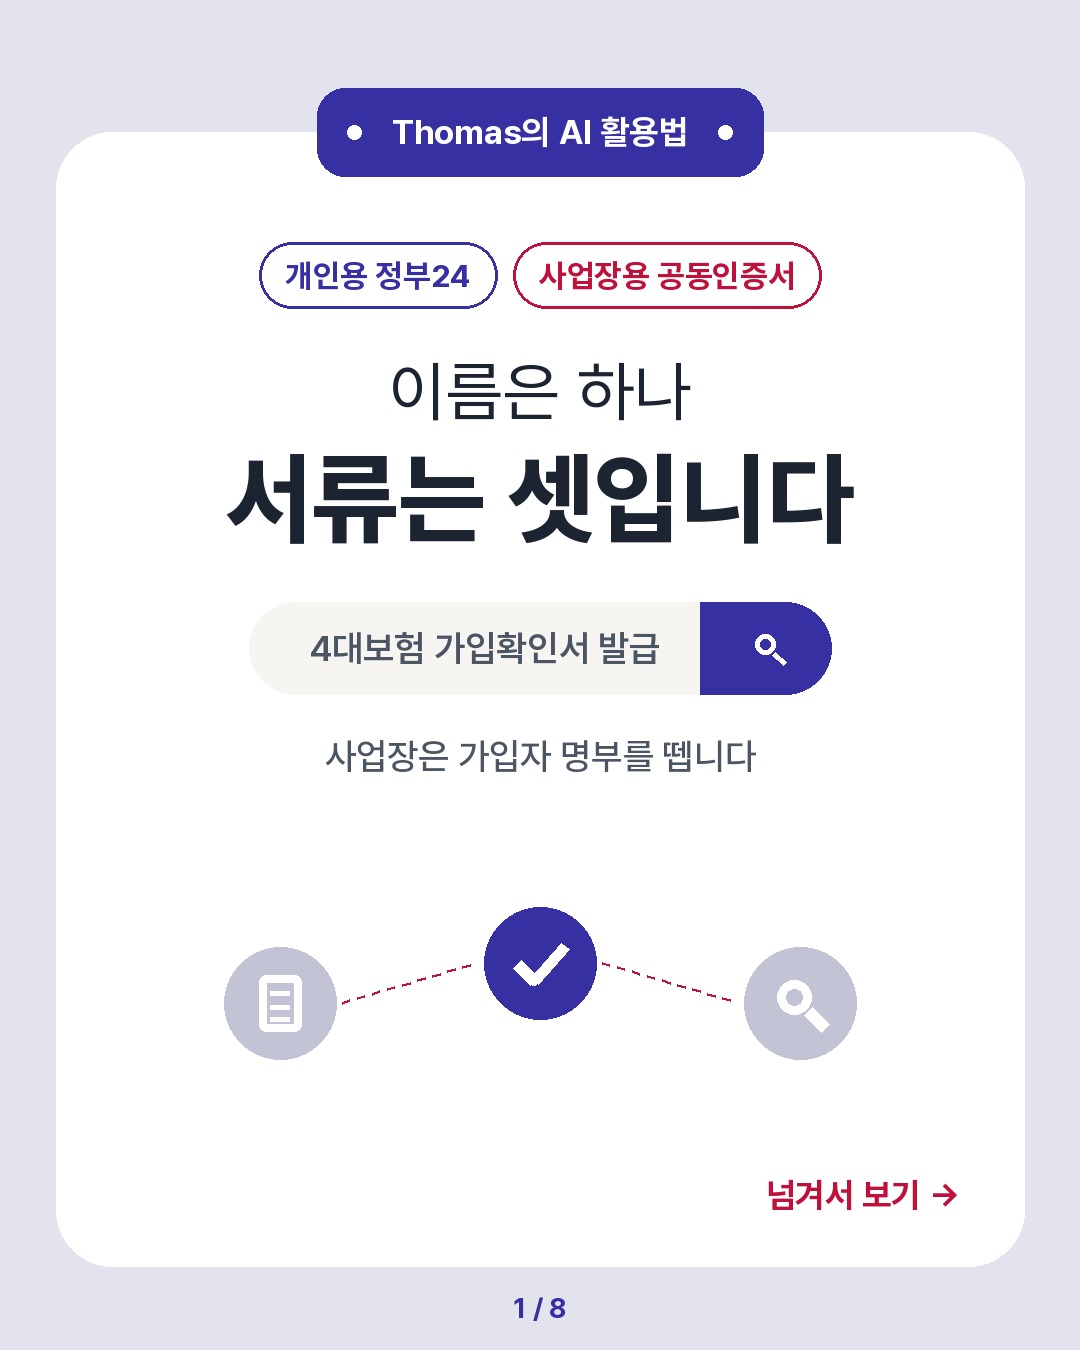 Thomas의 AI 활용법
개인용 정부24
사업장용 공동인증서
이름은 하나
서류는 셋입니다
4대보험 가입확인서 발급
사업장은 가입자 명부를 뗍니다
넘겨서 보기 →
1 / 8